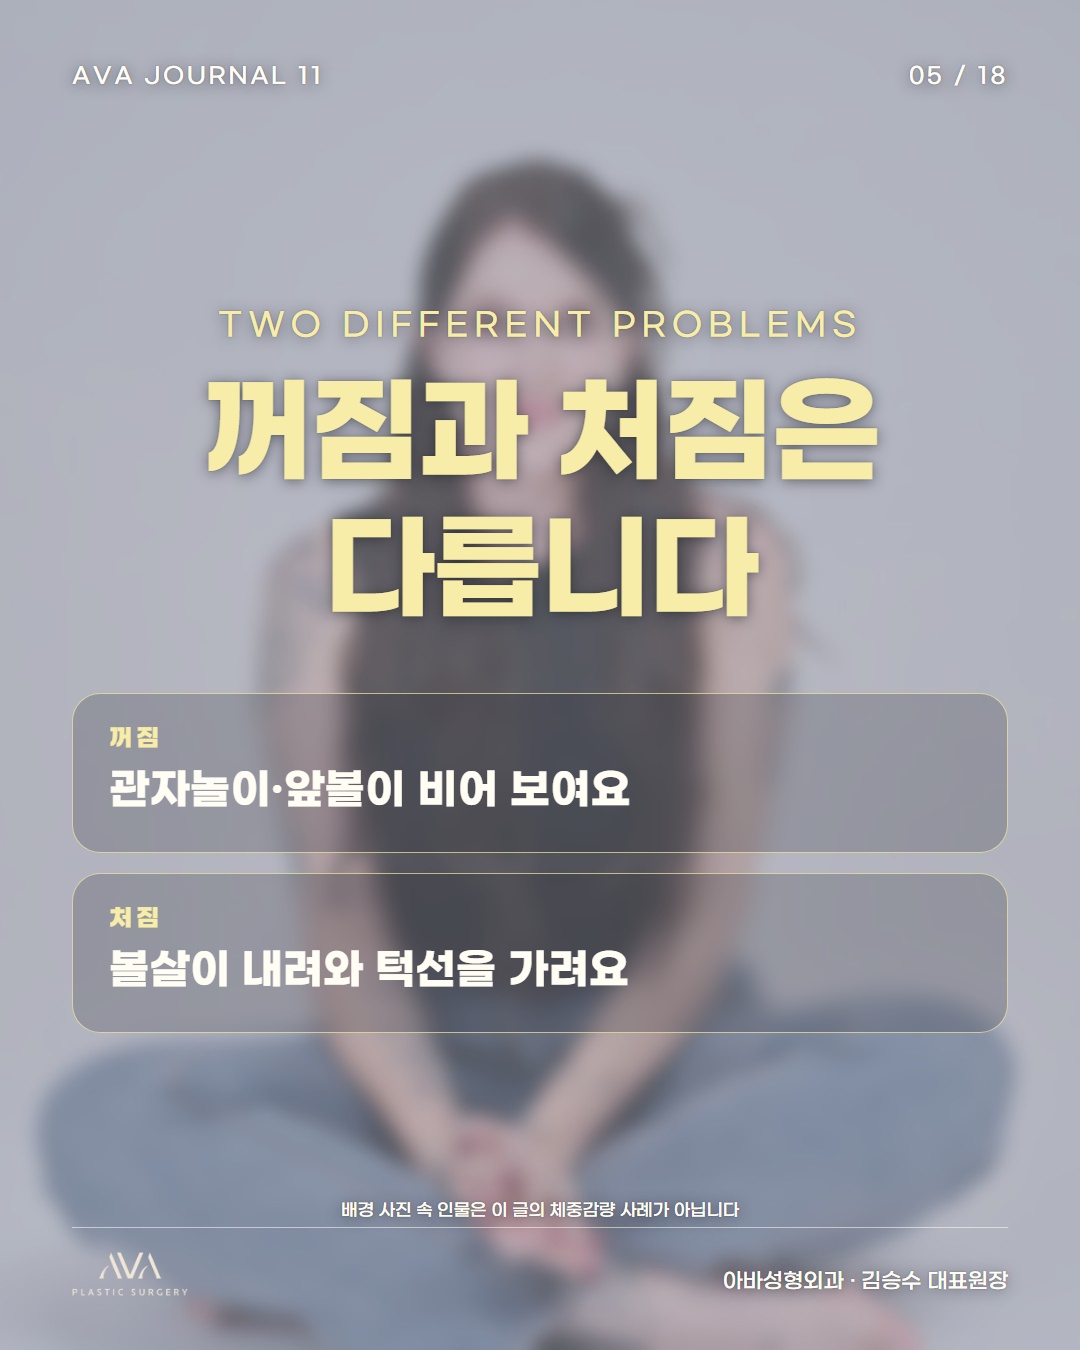 AVA JOURNAL 11
05 / 18
TWO DIFFERENT PROBLEMS
꺼짐과 처짐은
다릅니다
꺼짐
관자놀이·앞볼이 비어 보여요
처짐
볼살이 내려와 턱선을 가려요
배경 사진 속 인물은 이 글의 체중감량 사례가 아닙니다
AVA
PLASTIC SURGERY
아바성형외과 · 김승수 대표원장